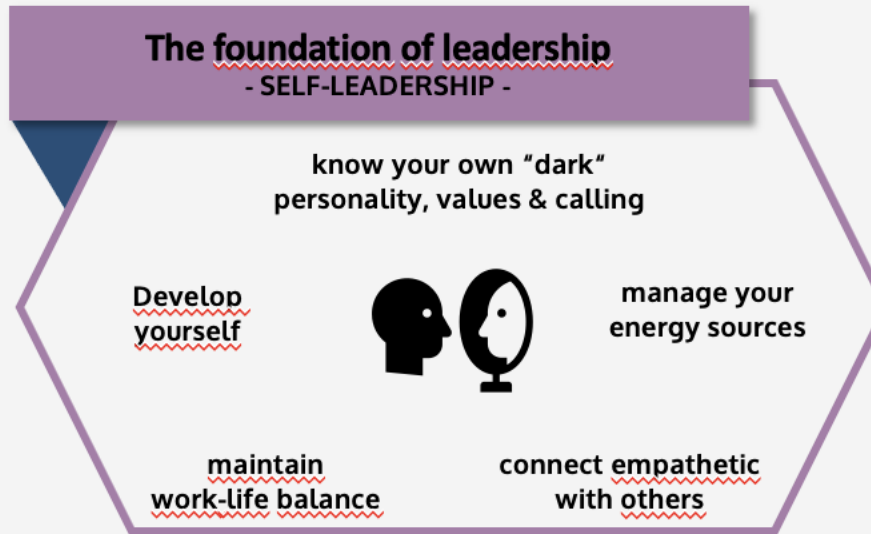 The foundation of leadership
- SELF-LEADERSHIP -
know your own “dark“
personality, values & calling
Develop
yourself
manage your
energy sources
maintain
work-life balance
connect empathetic
with others